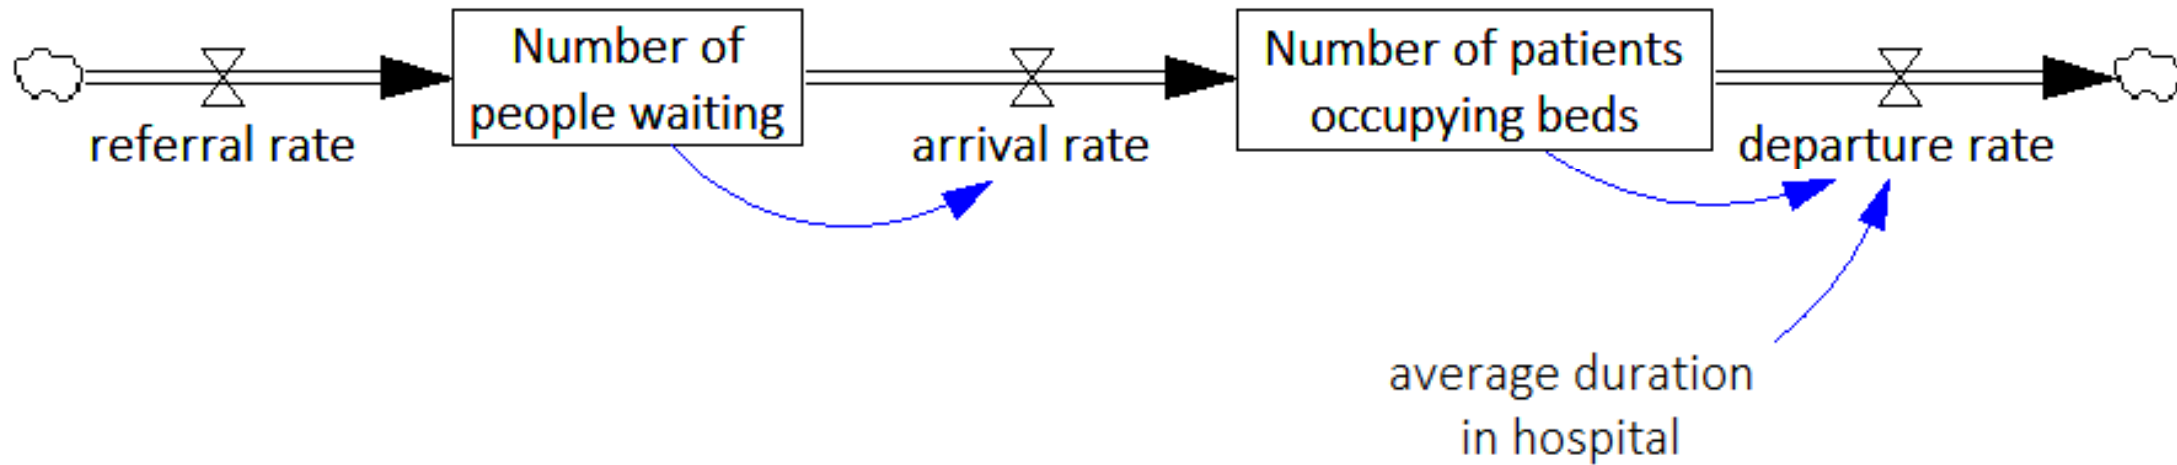 Number of
people waiting
Number of patients
occupying beds
referral rate
arrival rate
departure rate
average duration
in hospital